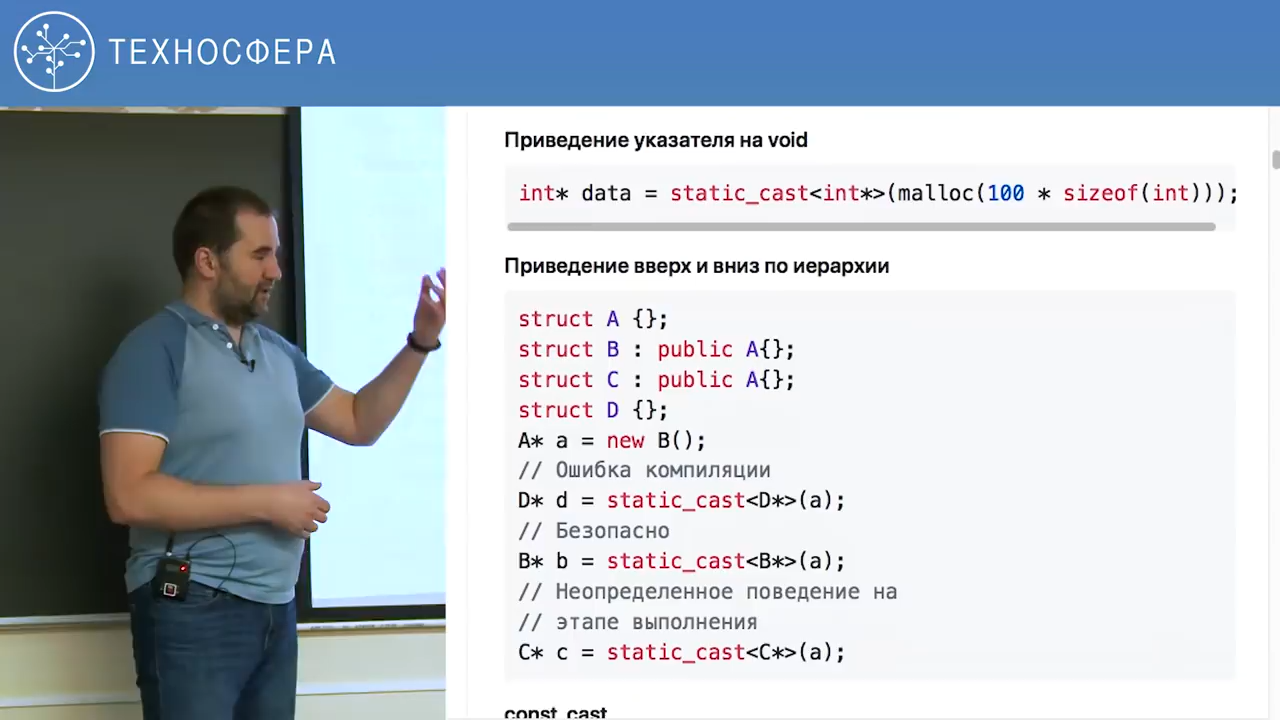 ТЕХНОСФЕРА
Приведение указателя на void
int* data = static_cast<int*>(malloc(100 * sizeof(int)));
Приведение вверх и вниз по иерархии
struct A {};
struct B : public A{};
struct C : public A{};
struct D {};
A* a = new B();
// Ошибка компиляции
D* d = static_cast<D*>(a);
// Безопасно
B* b = static_cast<B*>(a);
// Неопределенное поведение на
// этапе выполнения
C* c = static_cast<C*>(a);
const_cast